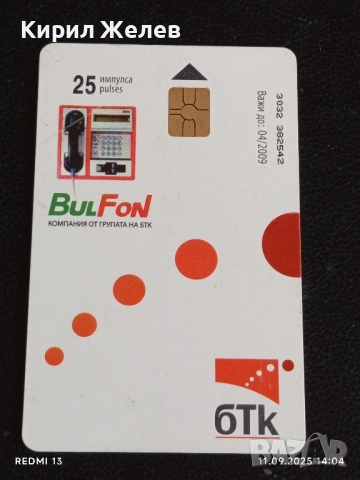 Кирил Желев
25 импулса
pulses
3032 382542
Важи до: 04/2009
BULFON
КОМПАНИЯ ОТ ГРУПАТА НА БТК
бТк
BAZAR
REDMI 13
11.09.2025 14:04